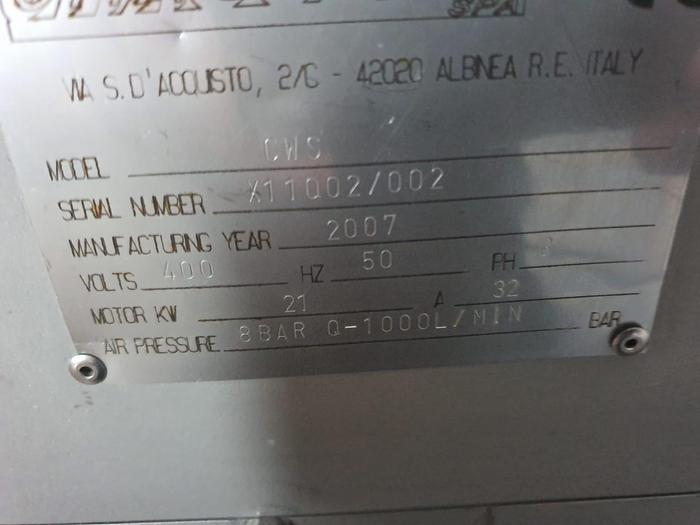 SPA
VIA S. D'ACQUISTO, 2/C - 42020 ALBINEA R.E. ITALY
MODEL CWS
SERIAL NUMBER X11Q02/002
MANUFACTURING YEAR 2007
VOLTS 400 HZ 50 PH 3
MOTOR KW 21 A 32
AIR PRESSURE 8BAR Q-1000L/MIN BAR